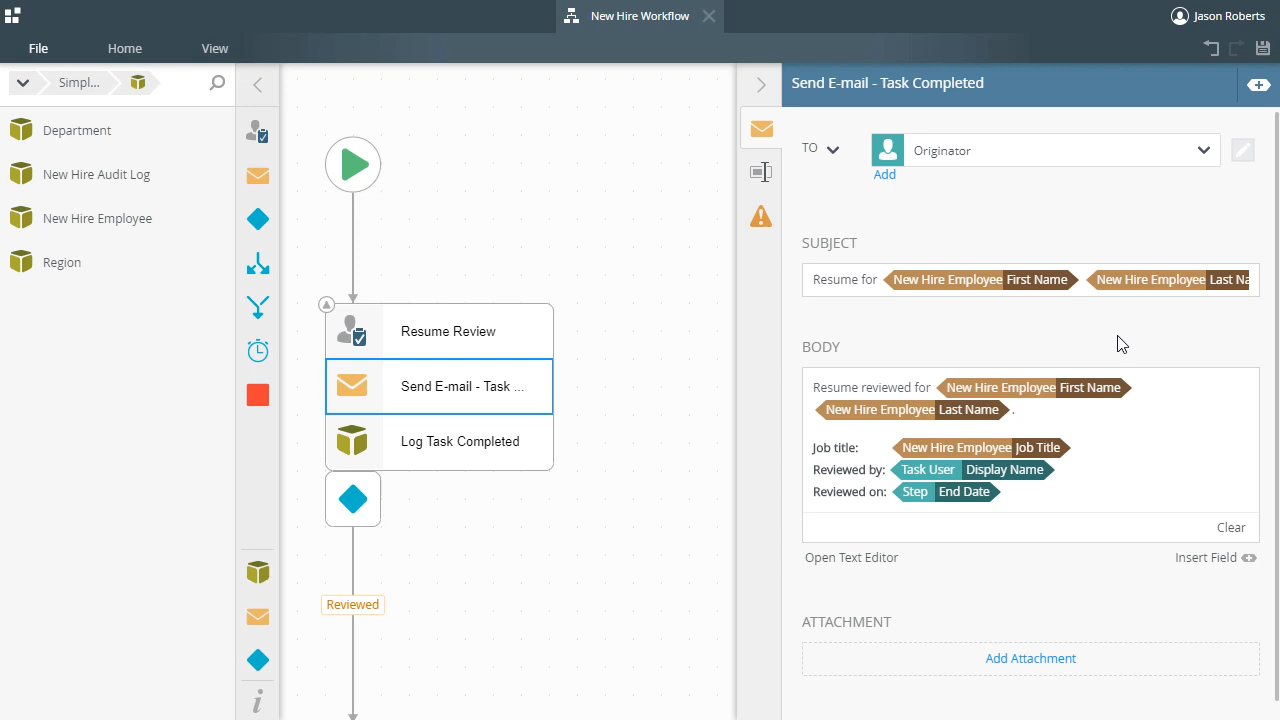 New Hire Workflow
Jason Roberts
File Home View
Simpl...
Department
New Hire Audit Log
New Hire Employee
Region
Resume Review
Send E-mail - Task ...
Log Task Completed
Reviewed
Send E-mail - Task Completed
TO Originator
Add
SUBJECT
Resume for New Hire Employee First Name New Hire Employee Last Na
BODY
Resume reviewed for New Hire Employee First Name
New Hire Employee Last Name .
Job title: New Hire Employee Job Title
Reviewed by: Task User Display Name
Reviewed on: Step End Date
Clear
Open Text Editor Insert Field
ATTACHMENT
Add Attachment